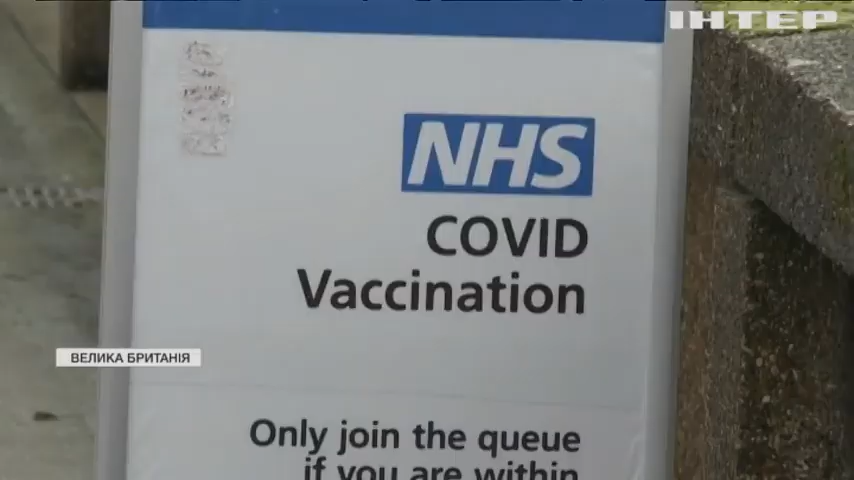 ІНТЕР
NHS
COVID
Vaccination
ВЕЛИКА БРИТАНІЯ
Only join the queue
if you are within